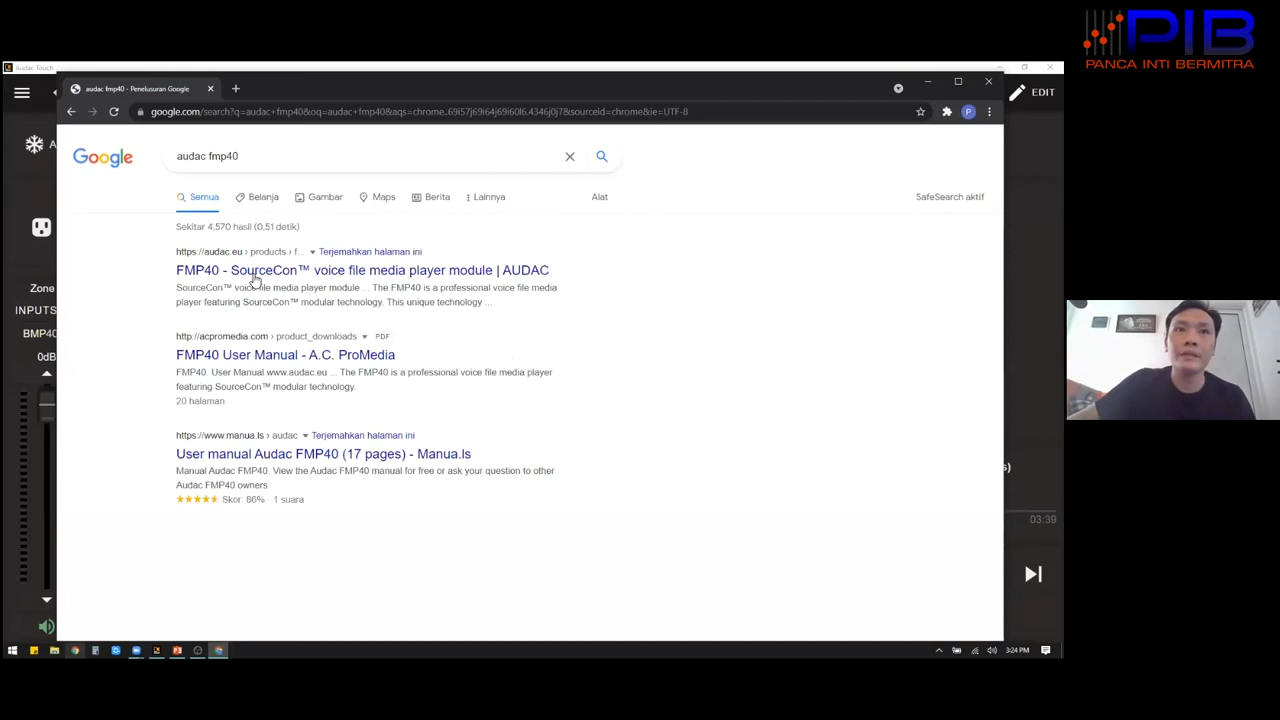 PIB
PANCA INTI BERMITRA
Audac Touch
audac fmp40 - Penelusuran Google
google.com/search?q=audac+fmp40&oq=audac+fmp40&aqs=chrome..69i57j69i64j69i60l6.4346j0j7&sourceid=chrome&ie=UTF-8
P
EDIT
A
Google
audac fmp40
Semua
Belanja
Gambar
Maps
Berita
Lainnya
Alat
SafeSearch aktif
Sekitar 4.570 hasil (0,51 detik)
https://audac.eu › products › f... Terjemahkan halaman ini
FMP40 - SourceCon™ voice file media player module | AUDAC
SourceCon™ voice file media player module ... The FMP40 is a professional voice file media
player featuring SourceCon™ modular technology. This unique technology ...
http://acpromedia.com › product_downloads PDF
FMP40 User Manual - A.C. ProMedia
FMP40. User Manual www.audac.eu ... The FMP40 is a professional voice file media player
featuring SourceCon™ modular technology.
20 halaman
https://www.manua.ls › audac Terjemahkan halaman ini
User manual Audac FMP40 (17 pages) - Manua.ls
Manual Audac FMP40. View the Audac FMP40 manual for free or ask your question to other
Audac FMP40 owners
Skor: 86% · 1 suara
Zone
INPUTS
BMP40
0dB
s)
03:39
3:24 PM